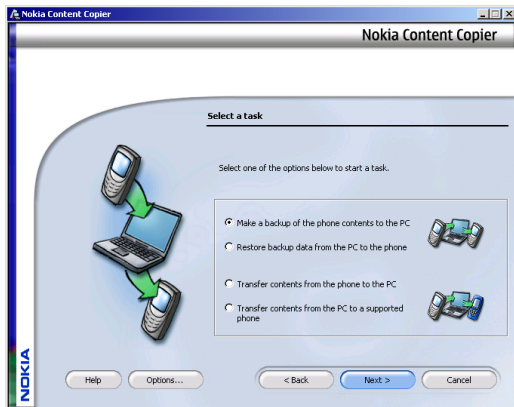 Nokia Content Copier
Nokia Content Copier
Select a task
Select one of the options below to start a task.
Make a backup of the phone contents to the PC
Restore backup data from the PC to the phone
Transfer contents from the phone to the PC
Transfer contents from the PC to a supported
phone
NOKIA
Help
Options...
< Back
Next >
Cancel